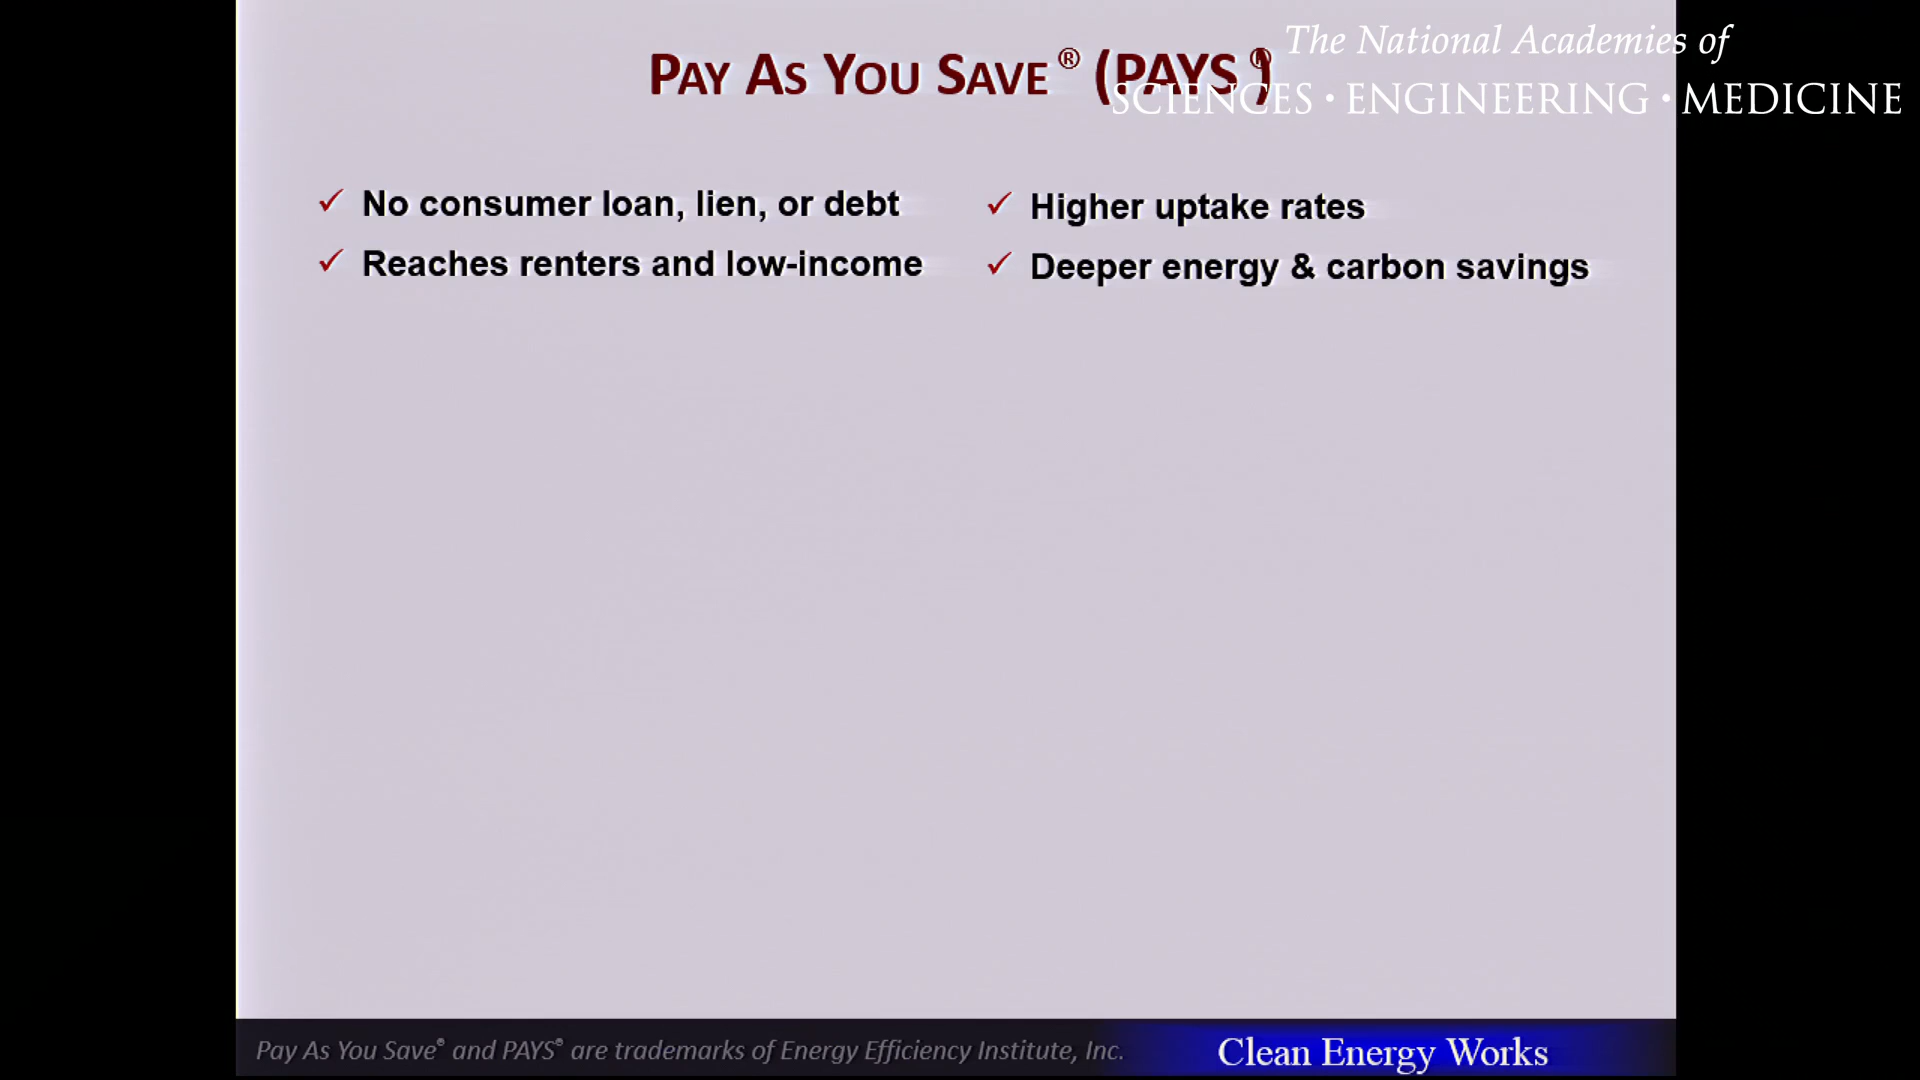 The National Academies of
SCIENCES • ENGINEERING • MEDICINE
PAY AS YOU SAVE® (PAYS®)
✓ No consumer loan, lien, or debt
✓ Reaches renters and low-income
✓ Higher uptake rates
✓ Deeper energy & carbon savings
Pay As You Save® and PAYS® are trademarks of Energy Efficiency Institute, Inc.
Clean Energy Works